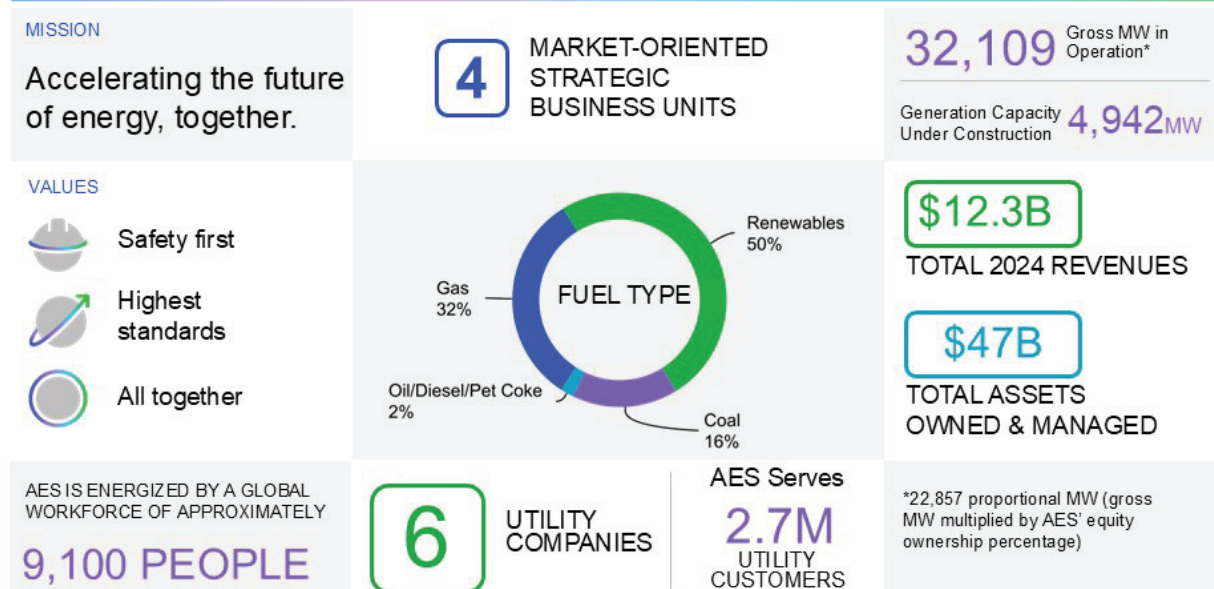 MISSION
Accelerating the future
of energy, together.
4
MARKET-ORIENTED
STRATEGIC
BUSINESS UNITS
32,109 Gross MW in
Operation*
Generation Capacity
Under Construction 4,942MW
VALUES
Safety first
Highest
standards
All together
FUEL TYPE
Renewables
50%
Gas
32%
Oil/Diesel/Pet Coke
2%
Coal
16%
$12.3B
TOTAL 2024 REVENUES
$47B
TOTAL ASSETS
OWNED & MANAGED
AES IS ENERGIZED BY A GLOBAL
WORKFORCE OF APPROXIMATELY
9,100 PEOPLE
6
UTILITY
COMPANIES
AES Serves
2.7M
UTILITY
CUSTOMERS
*22,857 proportional MW (gross
MW multiplied by AES' equity
ownership percentage)